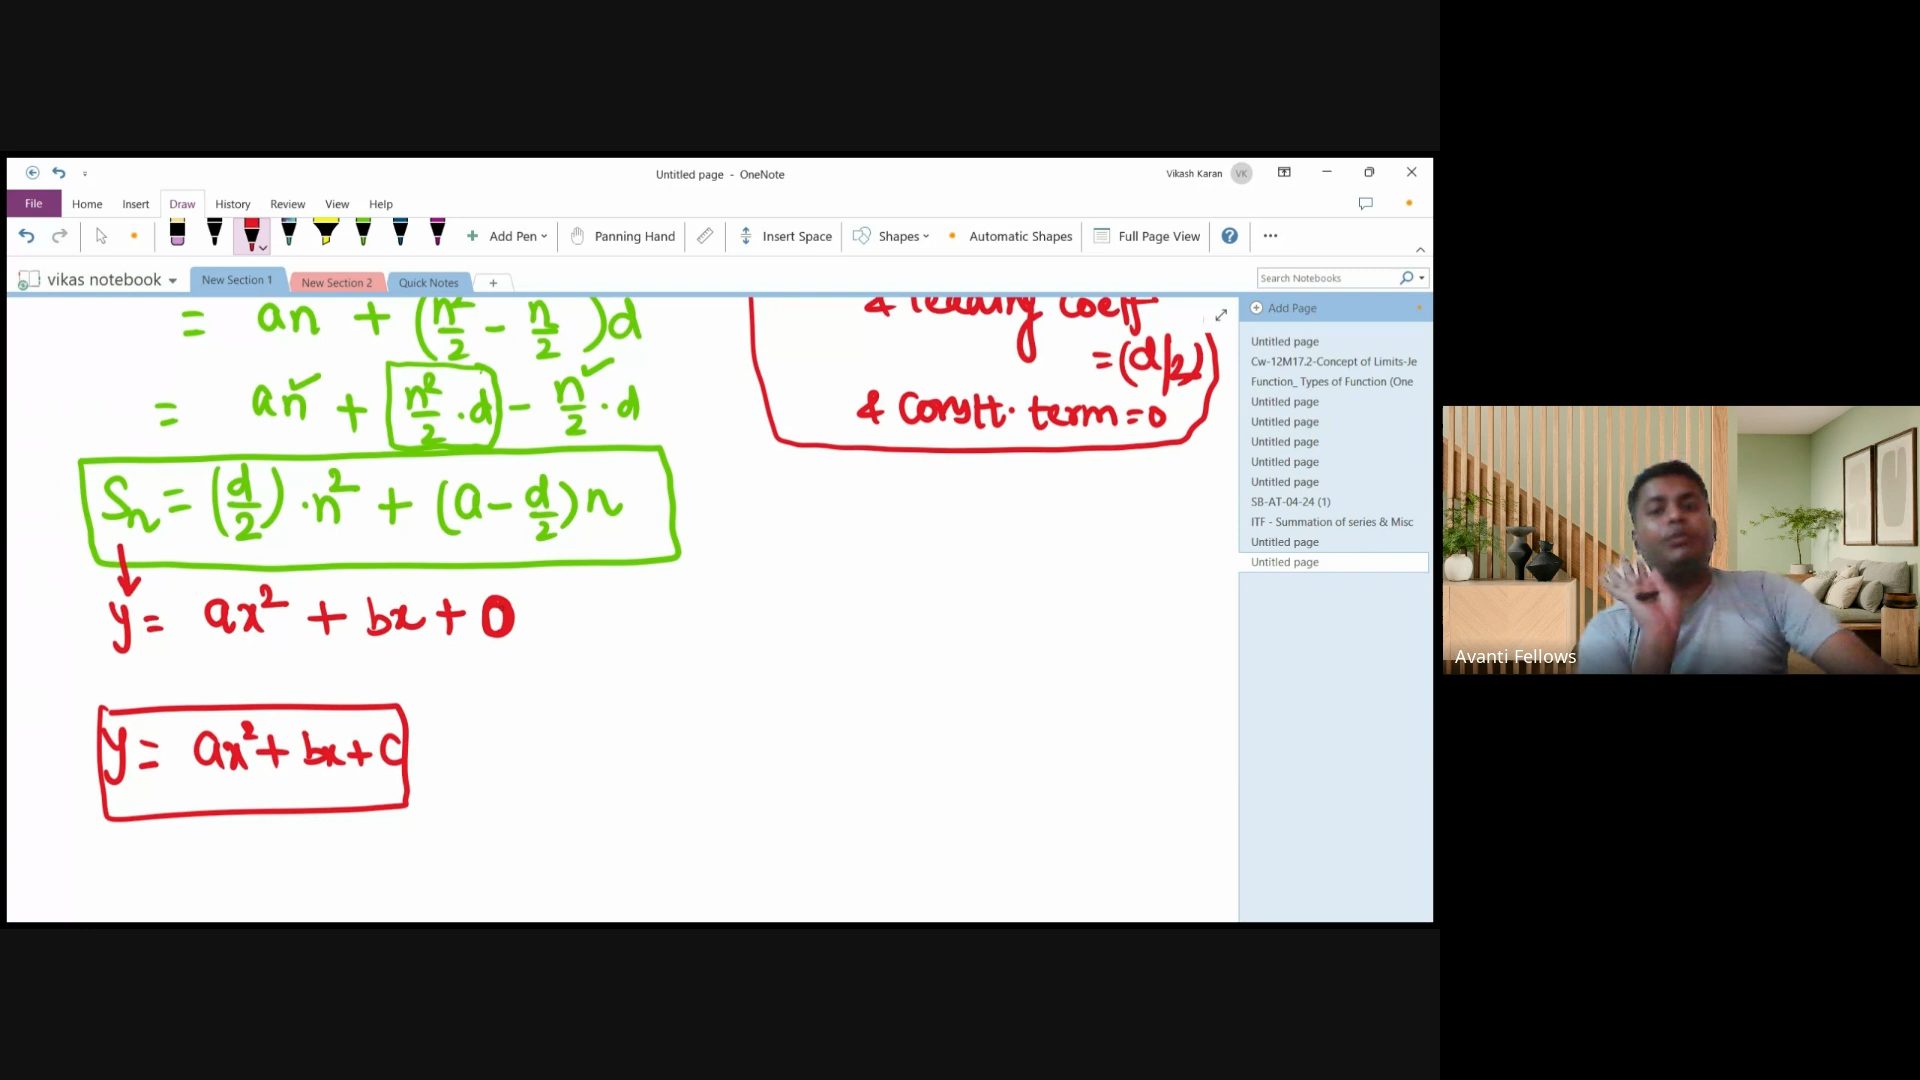 Untitled page - OneNote
Vikash Karan VK
File Home Insert Draw History Review View Help
Add Pen Panning Hand Insert Space Shapes Automatic Shapes Full Page View ? ...
vikas notebook New Section 1 New Section 2 Quick Notes + Search Notebooks
Add Page
Untitled page
Cw-12M17.2-Concept of Limits-Je
Function_ Types of Function (One
Untitled page
Untitled page
Untitled page
Untitled page
Untitled page
SB-AT-04-24 (1)
ITF - Summation of series & Misc
Untitled page
Untitled page
= an + (n²/2 - n/2)d
= an + n²/2 · d - n/2 · d
Sn = (d/2) · n² + (a - d/2) n
y = ax² + bx + 0
y = ax² + bx + c
& leading coeff
= (d/2)
& constt. term = 0
Avanti Fellows